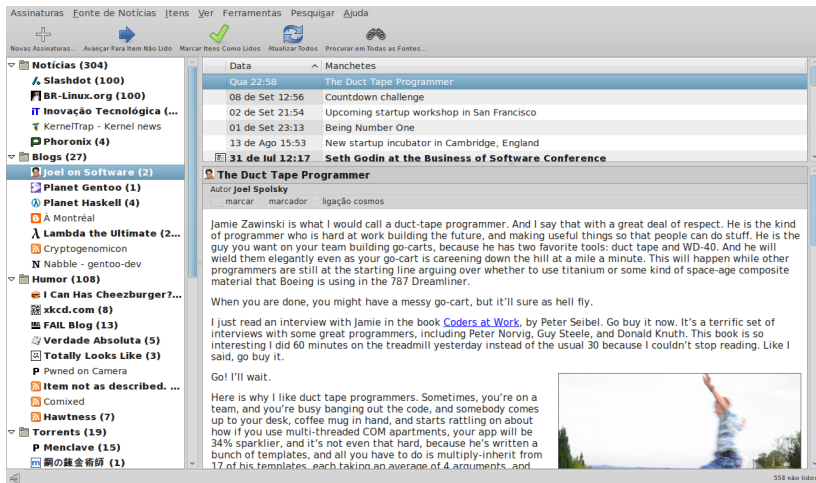 Assinaturas Fonte de Notícias Itens Ver Ferramentas Pesquisar Ajuda
Novas Assinaturas... Avançar Para Item Não Lido Marcar Itens Como Lidos Atualizar Todos Procurar em Todas as Fontes...
Notícias (304)
Slashdot (100)
BR-Linux.org (100)
Inovação Tecnológica (...
KernelTrap - Kernel news
Phoronix (4)
Blogs (27)
Joel on Software (2)
Planet Gentoo (1)
Planet Haskell (4)
À Montréal
Lambda the Ultimate (2...
Cryptogenomicon
Nabble - gentoo-dev
Humor (108)
I Can Has Cheezburger?...
xkcd.com (8)
FAIL Blog (13)
Verdade Absoluta (5)
Totally Looks Like (3)
Pwned on Camera
Item not as described. ...
Comixed
Hawtness (7)
Torrents (19)
Menclave (15)
鋼の錬金術師 (1)
Data Manchetes
Qua 22:58 The Duct Tape Programmer
08 de Set 12:56 Countdown challenge
02 de Set 21:54 Upcoming startup workshop in San Francisco
01 de Set 23:13 Being Number One
13 de Ago 15:53 New startup incubator in Cambridge, England
31 de Jul 12:17 Seth Godin at the Business of Software Conference
The Duct Tape Programmer
Autor Joel Spolsky
marcar marcador ligação cosmos
Jamie Zawinski is what I would call a duct-tape programmer. And I say that with a great deal of respect. He is the kind
of programmer who is hard at work building the future, and making useful things so that people can do stuff. He is the
guy you want on your team building go-carts, because he has two favorite tools: duct tape and WD-40. And he will
wield them elegantly even as your go-cart is careening down the hill at a mile a minute. This will happen while other
programmers are still at the starting line arguing over whether to use titanium or some kind of space-age composite
material that Boeing is using in the 787 Dreamliner.
When you are done, you might have a messy go-cart, but it'll sure as hell fly.
I just read an interview with Jamie in the book Coders at Work, by Peter Seibel. Go buy it now. It's a terrific set of
interviews with some great programmers, including Peter Norvig, Guy Steele, and Donald Knuth. This book is so
interesting I did 60 minutes on the treadmill yesterday instead of the usual 30 because I couldn't stop reading. Like I
said, go buy it.
Go! I'll wait.
Here is why I like duct tape programmers. Sometimes, you're on a
team, and you're busy banging out the code, and somebody comes
up to your desk, coffee mug in hand, and starts rattling on about
how if you use multi-threaded COM apartments, your app will be
34% sparklier, and it's not even that hard, because he's written a
bunch of templates, and all you have to do is multiply-inherit from
17 of his templates, each taking an average of 4 arguments, and
558 não lidos